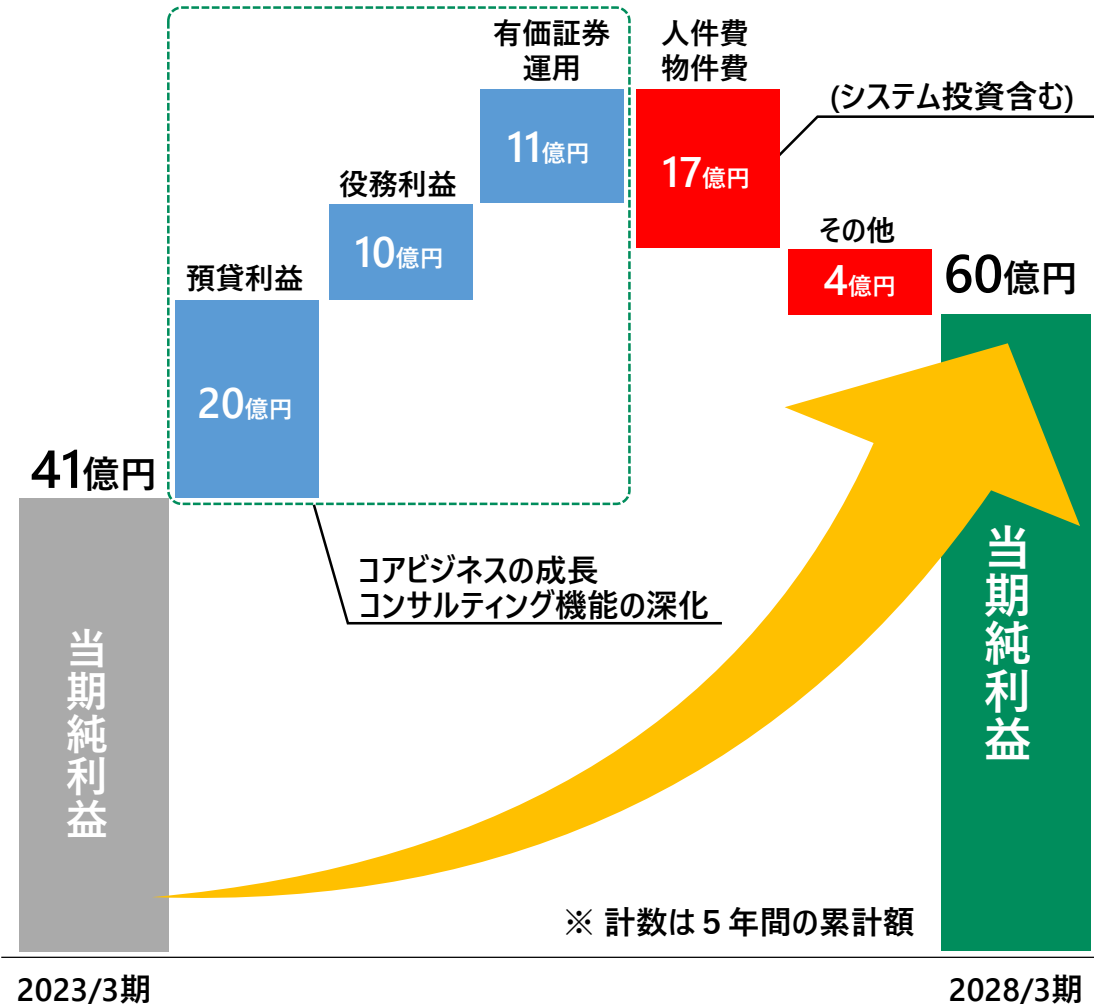 有価証券
運用
11億円
人件費
物件費
(システム投資含む)
17億円
役務利益
10億円
その他
4億円
60億円
預貸利益
20億円
41億円
コアビジネスの成長
コンサルティング機能の深化
当期純利益
当期純利益
※ 計数は5年間の累計額
2023/3期
2028/3期